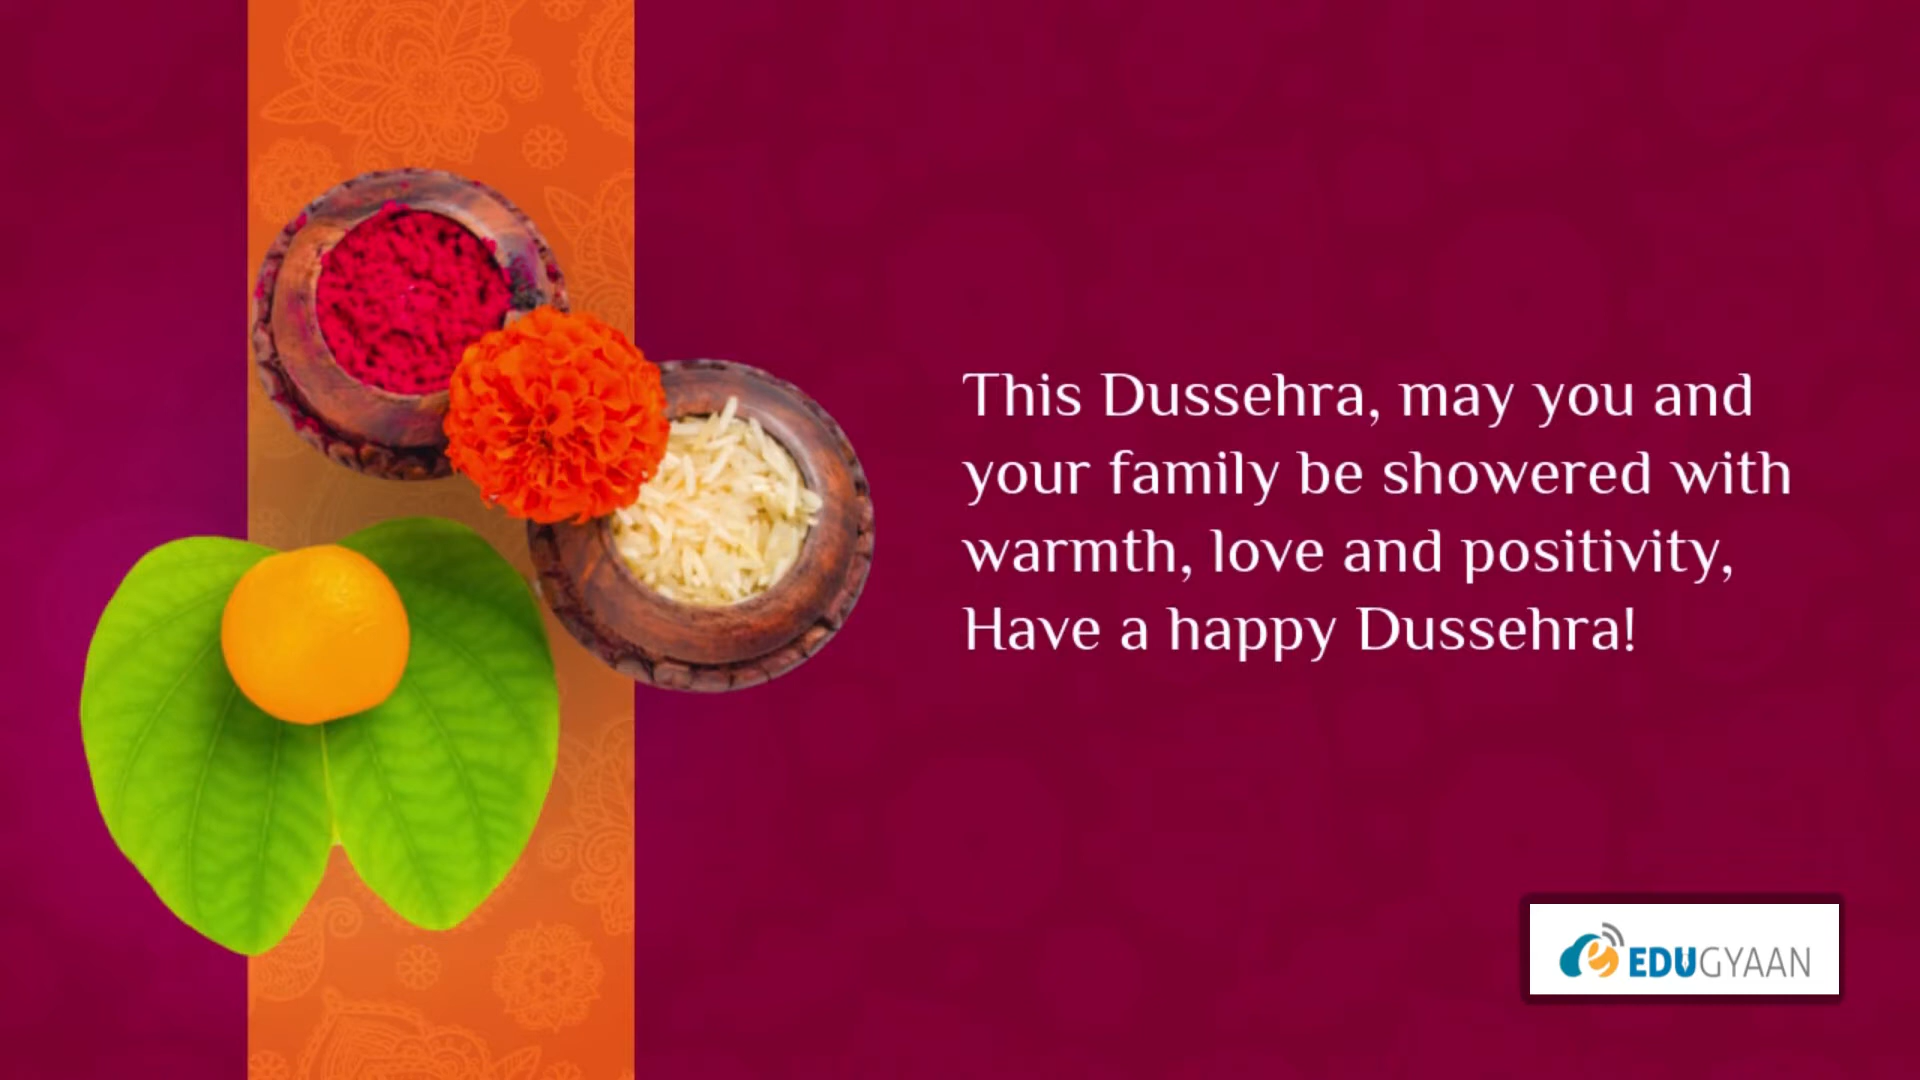 This Dussehra, may you and
your family be showered with
warmth, love and positivity,
Have a happy Dussehra!
EDUGYAAN